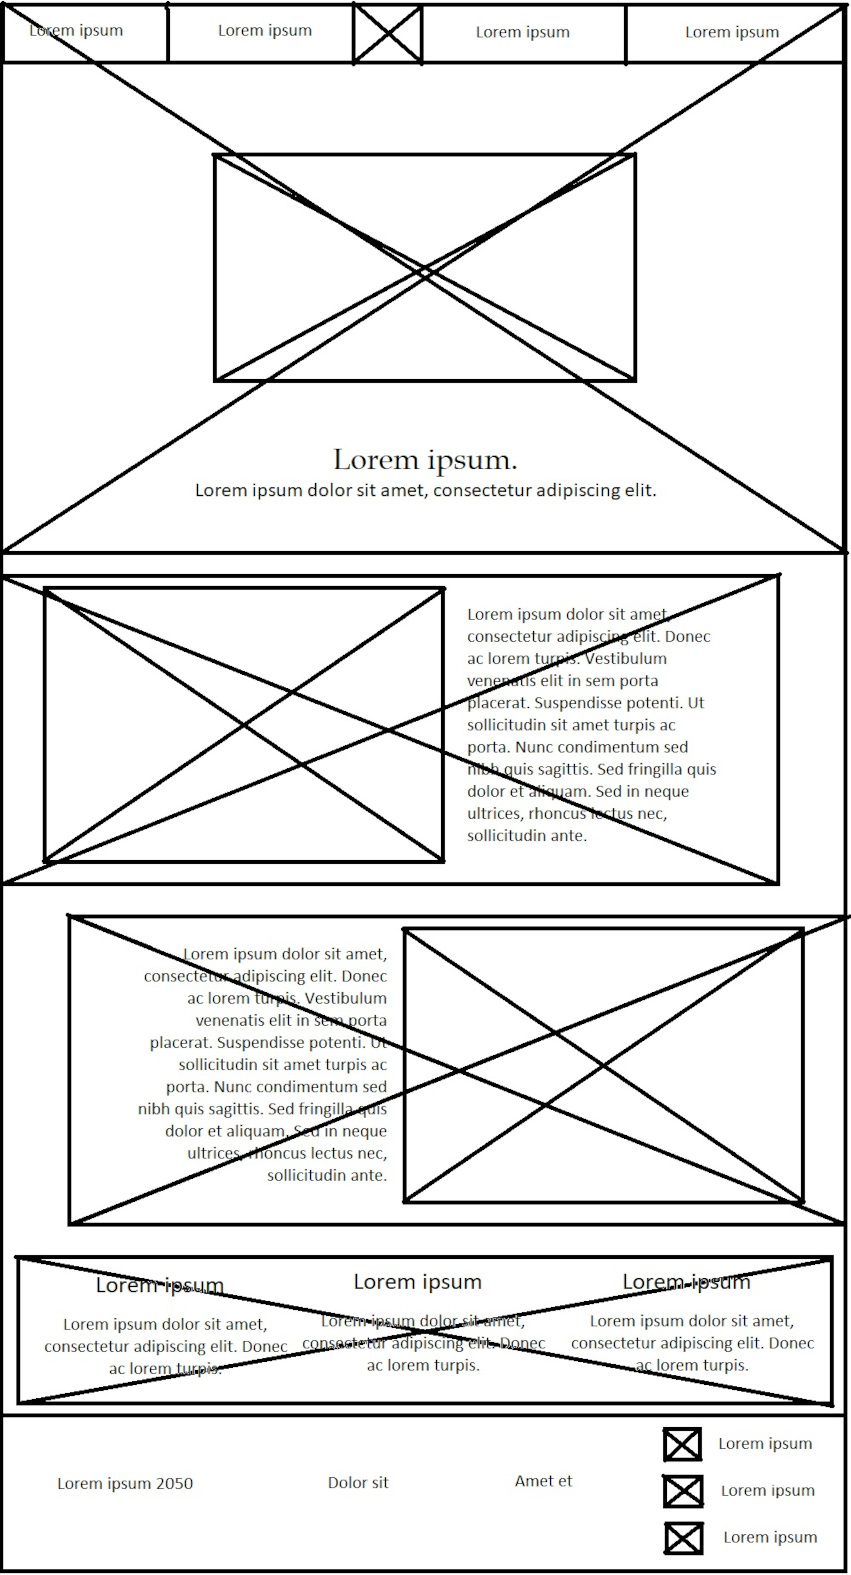 Lorem ipsum
Lorem ipsum
Lorem ipsum
Lorem ipsum
Lorem ipsum.
Lorem ipsum dolor sit amet, consectetur adipiscing elit.
Lorem ipsum dolor sit amet,
consectetur adipiscing elit. Donec
ac lorem turpis. Vestibulum
venenatis elit in sem porta
placerat. Suspendisse potenti. Ut
sollicitudin sit amet turpis ac
porta. Nunc condimentum sed
nibh quis sagittis. Sed fringilla quis
dolor et aliquam. Sed in neque
ultrices, rhoncus lectus nec,
sollicitudin ante.
Lorem ipsum dolor sit amet,
consectetur adipiscing elit. Donec
ac lorem turpis. Vestibulum
venenatis elit in sem porta
placerat. Suspendisse potenti. Ut
sollicitudin sit amet turpis ac
porta. Nunc condimentum sed
nibh quis sagittis. Sed fringilla quis
dolor et aliquam. Sed in neque
ultrices, rhoncus lectus nec,
sollicitudin ante.
Lorem ipsum
Lorem ipsum dolor sit amet,
consectetur adipiscing elit. Donec
ac lorem turpis.
Lorem ipsum
Lorem ipsum dolor sit amet,
consectetur adipiscing elit. Donec
ac lorem turpis.
Lorem ipsum
Lorem ipsum dolor sit amet,
consectetur adipiscing elit. Donec
ac lorem turpis.
Lorem ipsum 2050
Dolor sit
Amet et
Lorem ipsum
Lorem ipsum
Lorem ipsum